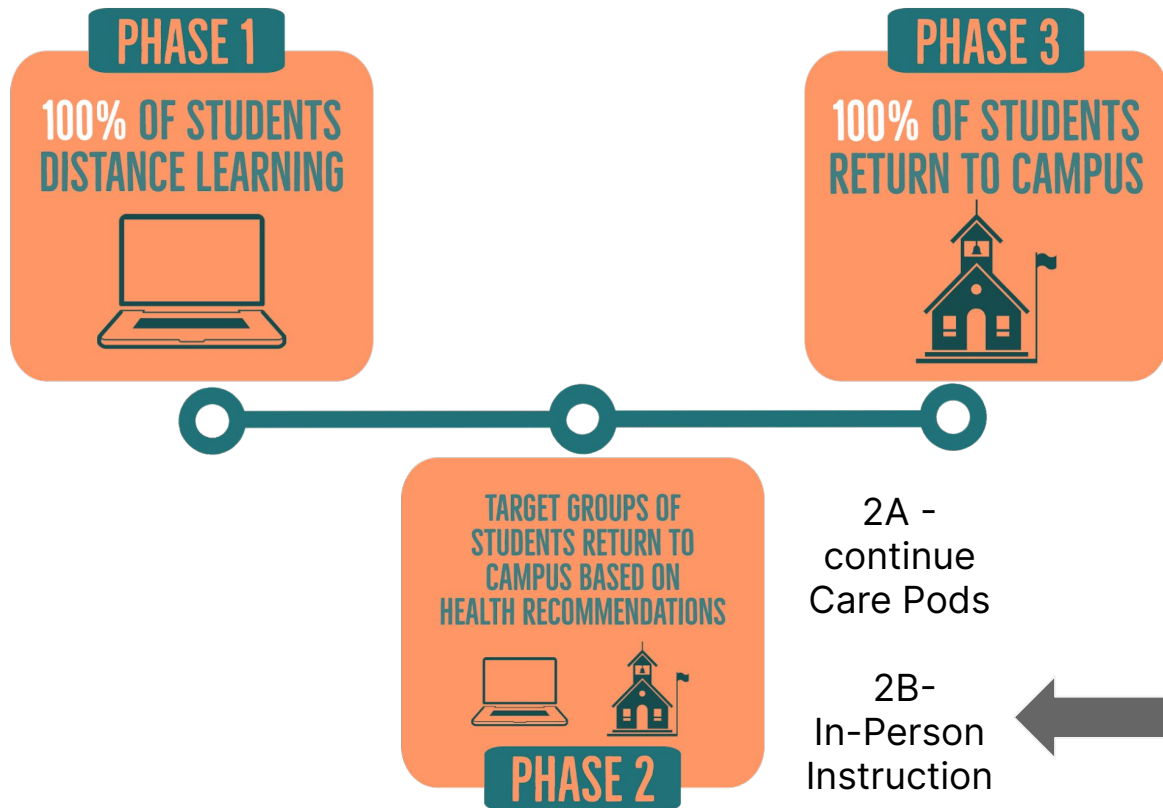 PHASE 1
100% OF STUDENTS
DISTANCE LEARNING
PHASE 3
100% OF STUDENTS
RETURN TO CAMPUS
TARGET GROUPS OF
STUDENTS RETURN TO
CAMPUS BASED ON
HEALTH RECOMMENDATIONS
PHASE 2
2A -
continue
Care Pods
2B-
In-Person
Instruction